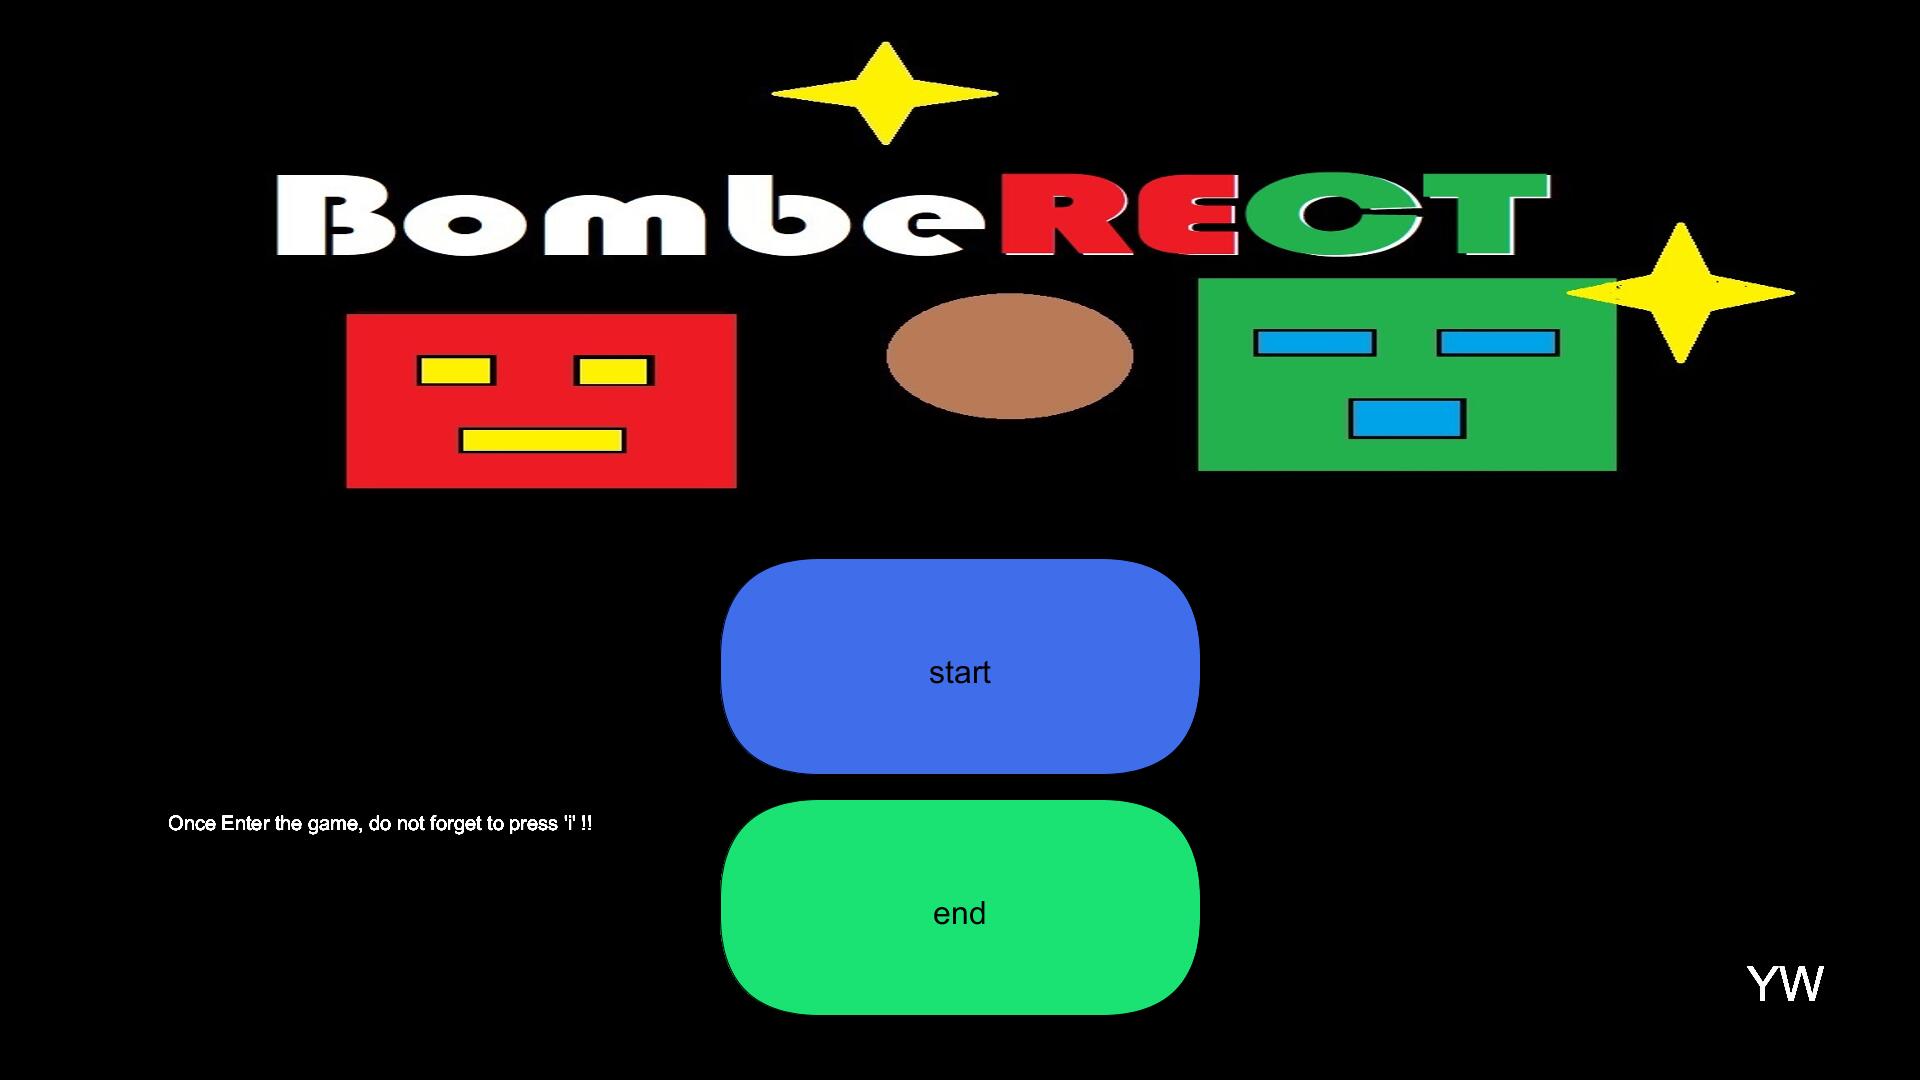 BombeRECT
start
Once Enter the game, do not forget to press 'i' !!
end
YW